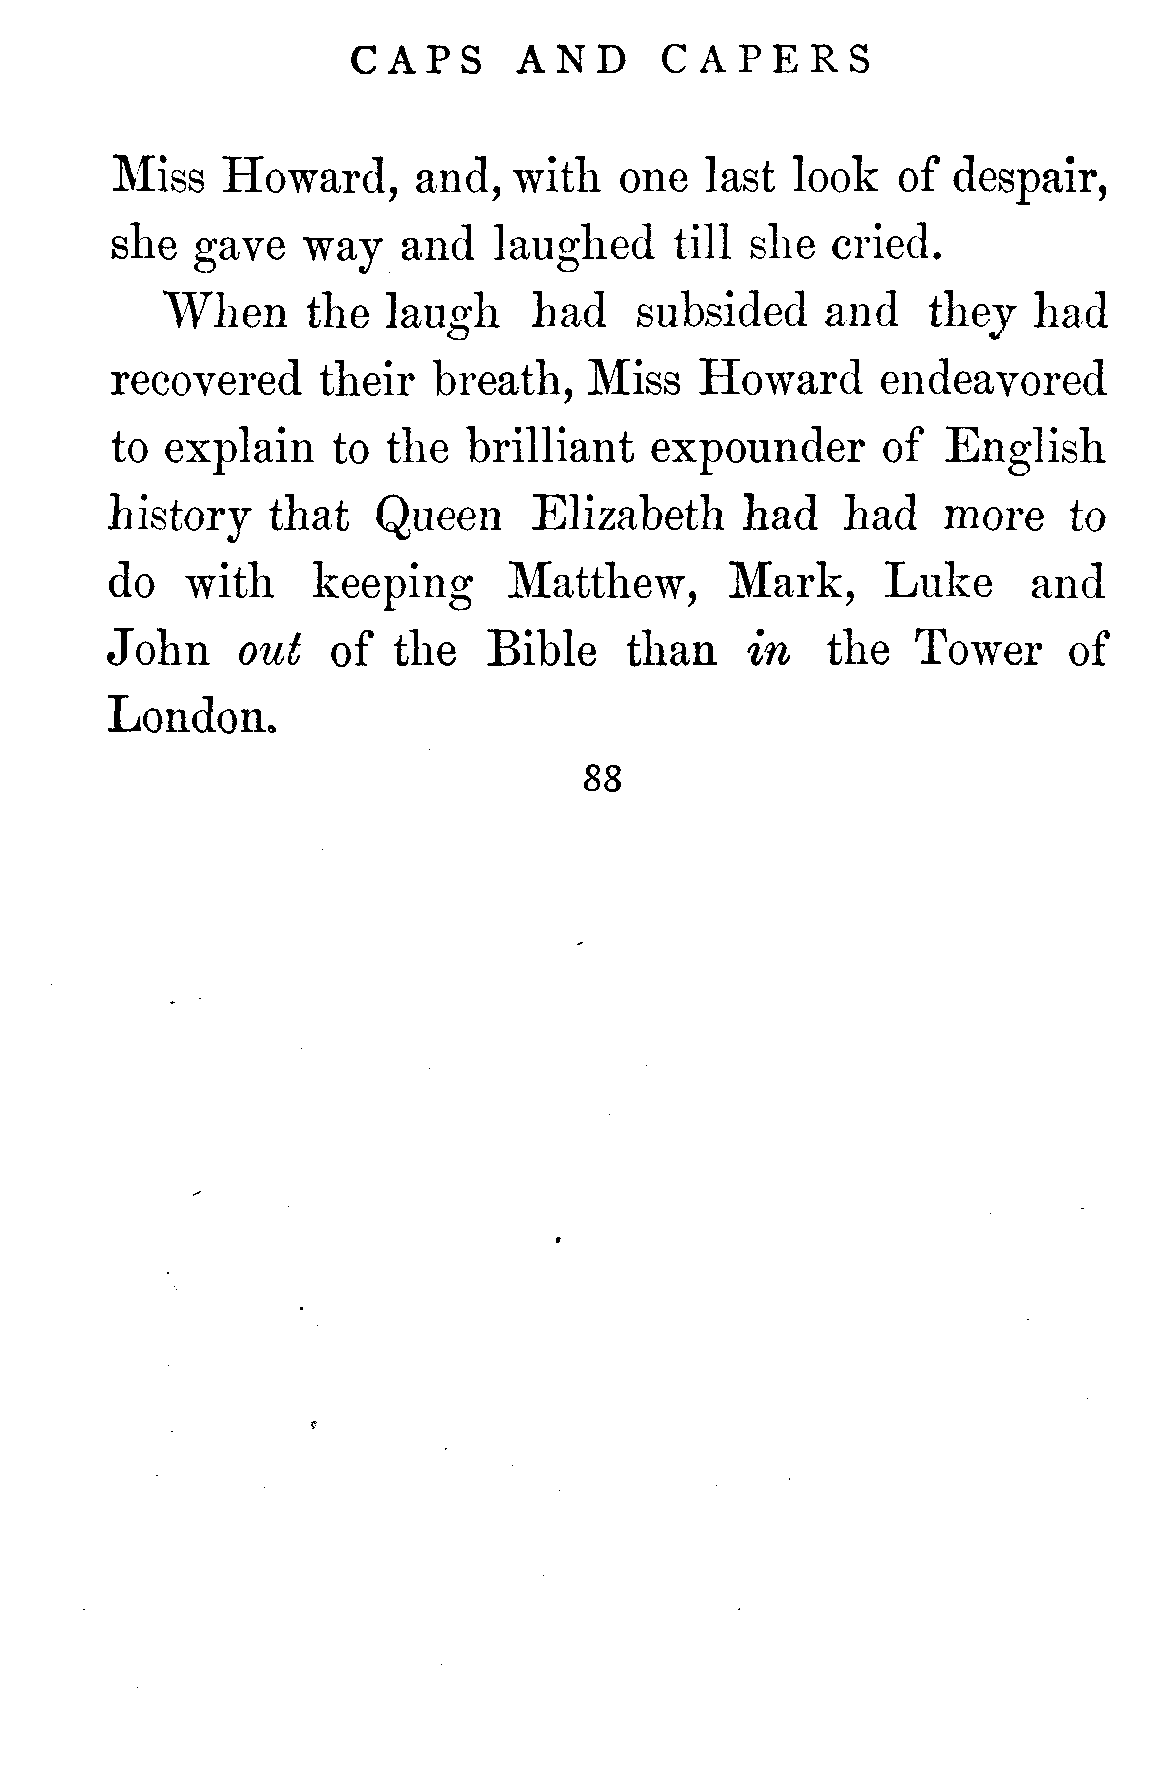 CAPS AND CAPERS
Miss Howard, and, with one last look of despair,
she gave way and laughed till she cried.
When the laugh had subsided and they had
recovered their breath, Miss Howard endeavored
to explain to the brilliant expounder of English
history that Queen Elizabeth had had more to
do with keeping Matthew, Mark, Luke and
John out of the Bible than in the Tower of
London.
88